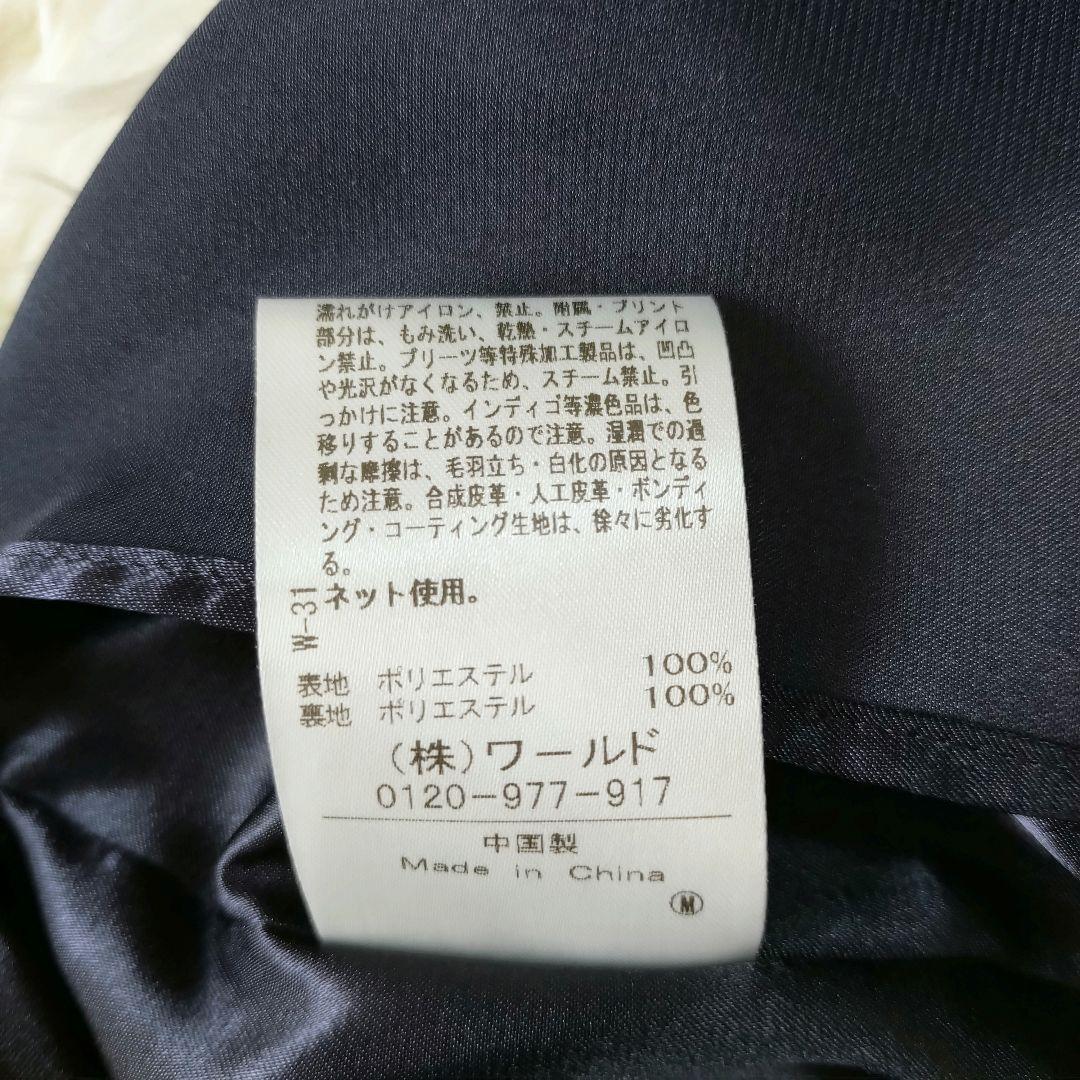 濡れがけアイロン、禁止。附属・プリント
部分は、もみ洗い、乾熱・スチームアイロ
ン禁止。プリーツ等特殊加工製品は、凹凸
や光沢がなくなるため、スチーム禁止。引
っかけに注意。インディゴ等濃色品は、色
移りすることがあるので注意。湿潤での過
剰な摩擦は、毛羽立ち・白化の原因となる
ため注意。合成皮革・人工皮革・ボンディ
ング・コーティング生地は、徐々に劣化す
る。
ネット使用。
W-31
表地 ポリエステル 100%
裏地 ポリエステル 100%
(株)ワールド
0120-977-917
中国製
Made in China
M